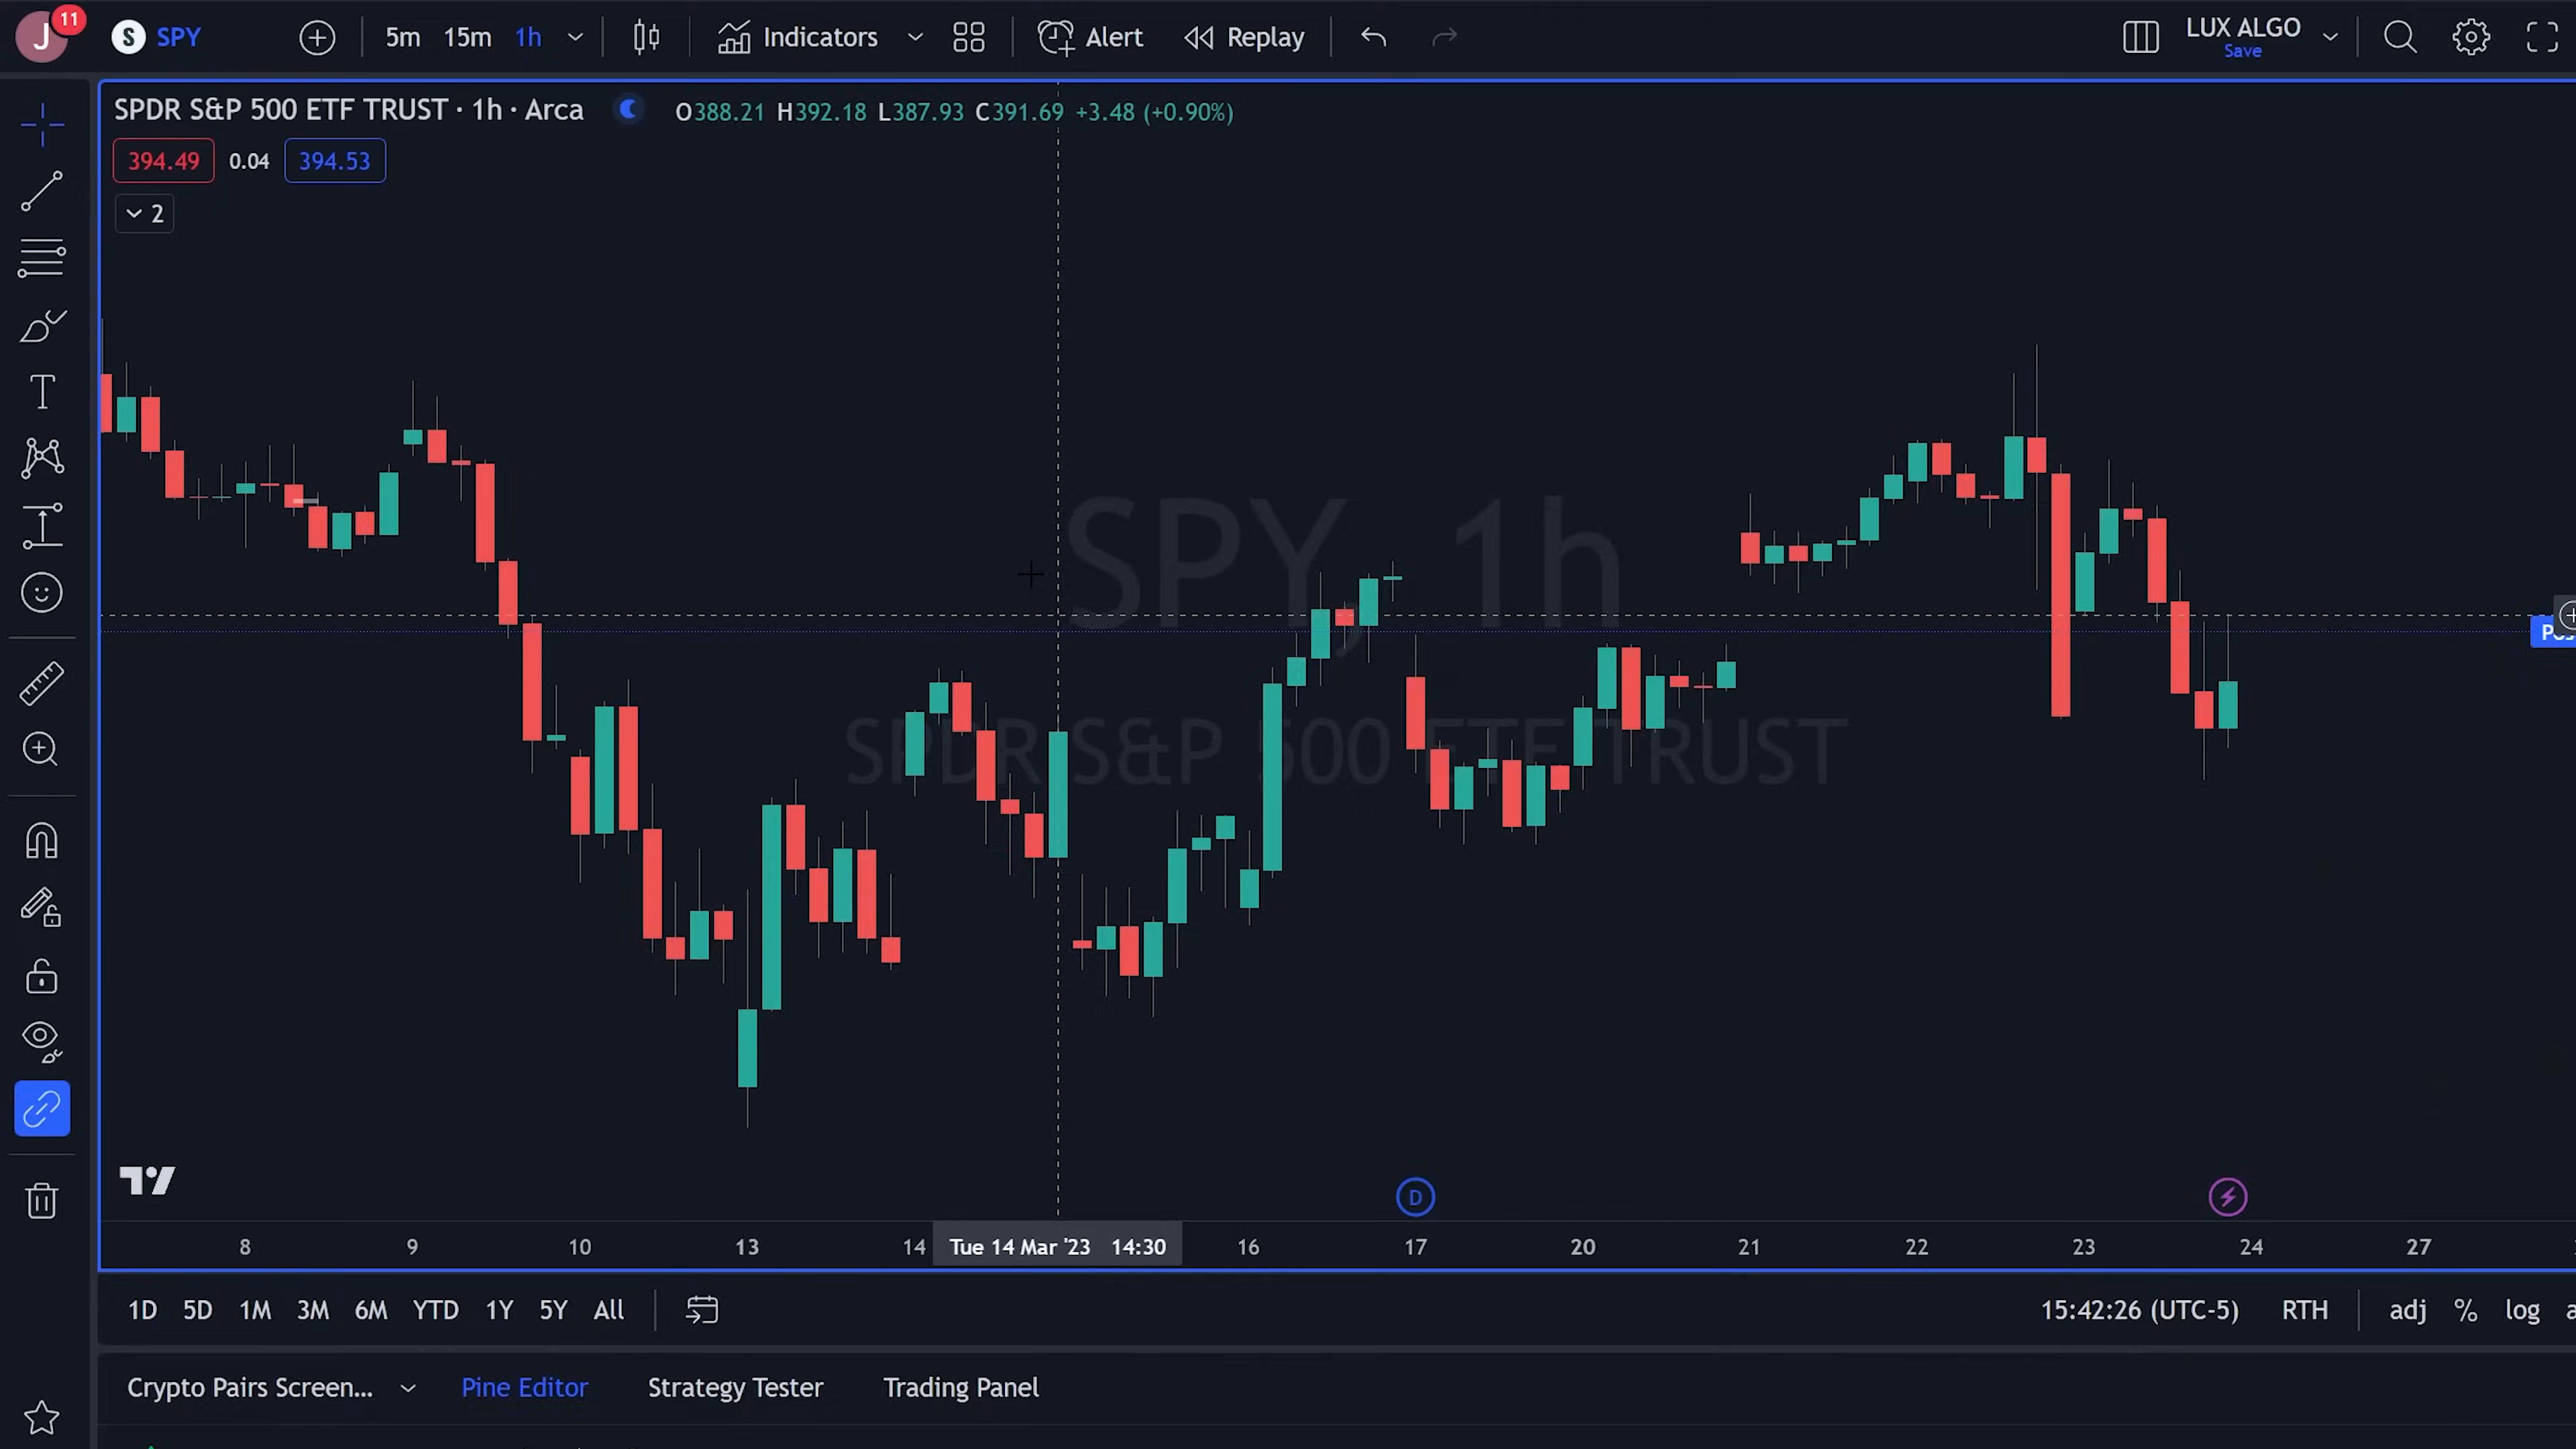 J 11 S SPY 5m 15m 1h Indicators Alert Replay LUX ALGO
Save
SPDR S&P 500 ETF TRUST · 1h · Arca O388.21 H392.18 L387.93 C391.69 +3.48 (+0.90%)
394.49 0.04 394.53
2
SPY, 1h
SPDR S&P 500 ETF TRUST
D
8 9 10 13 14 Tue 14 Mar '23 14:30 16 17 20 21 22 23 24 27
1D 5D 1M 3M 6M YTD 1Y 5Y All 15:42:26 (UTC-5) RTH adj % log
Crypto Pairs Screen... Pine Editor Strategy Tester Trading Panel